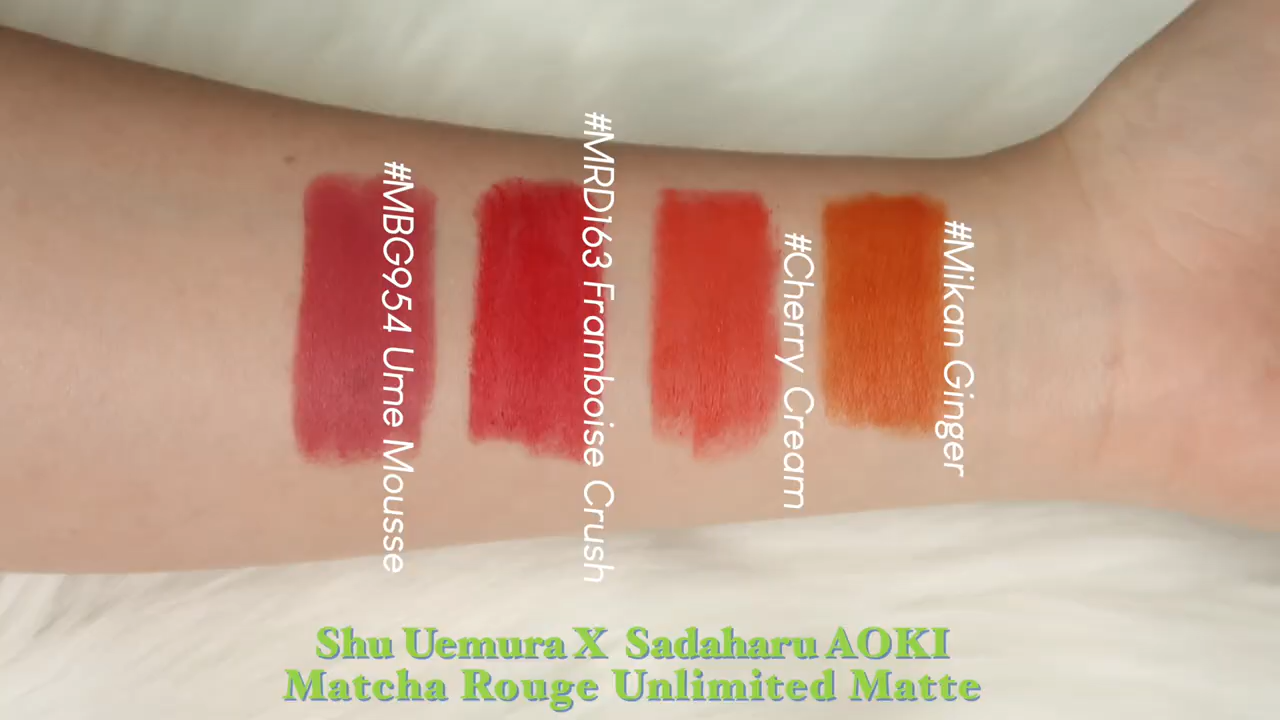 #MBG954 Ume Mousse
#MRD163 Framboise Crush
#Cherry Cream
#Mikan Ginger
Shu Uemura X Sadaharu AOKI
Matcha Rouge Unlimited Matte